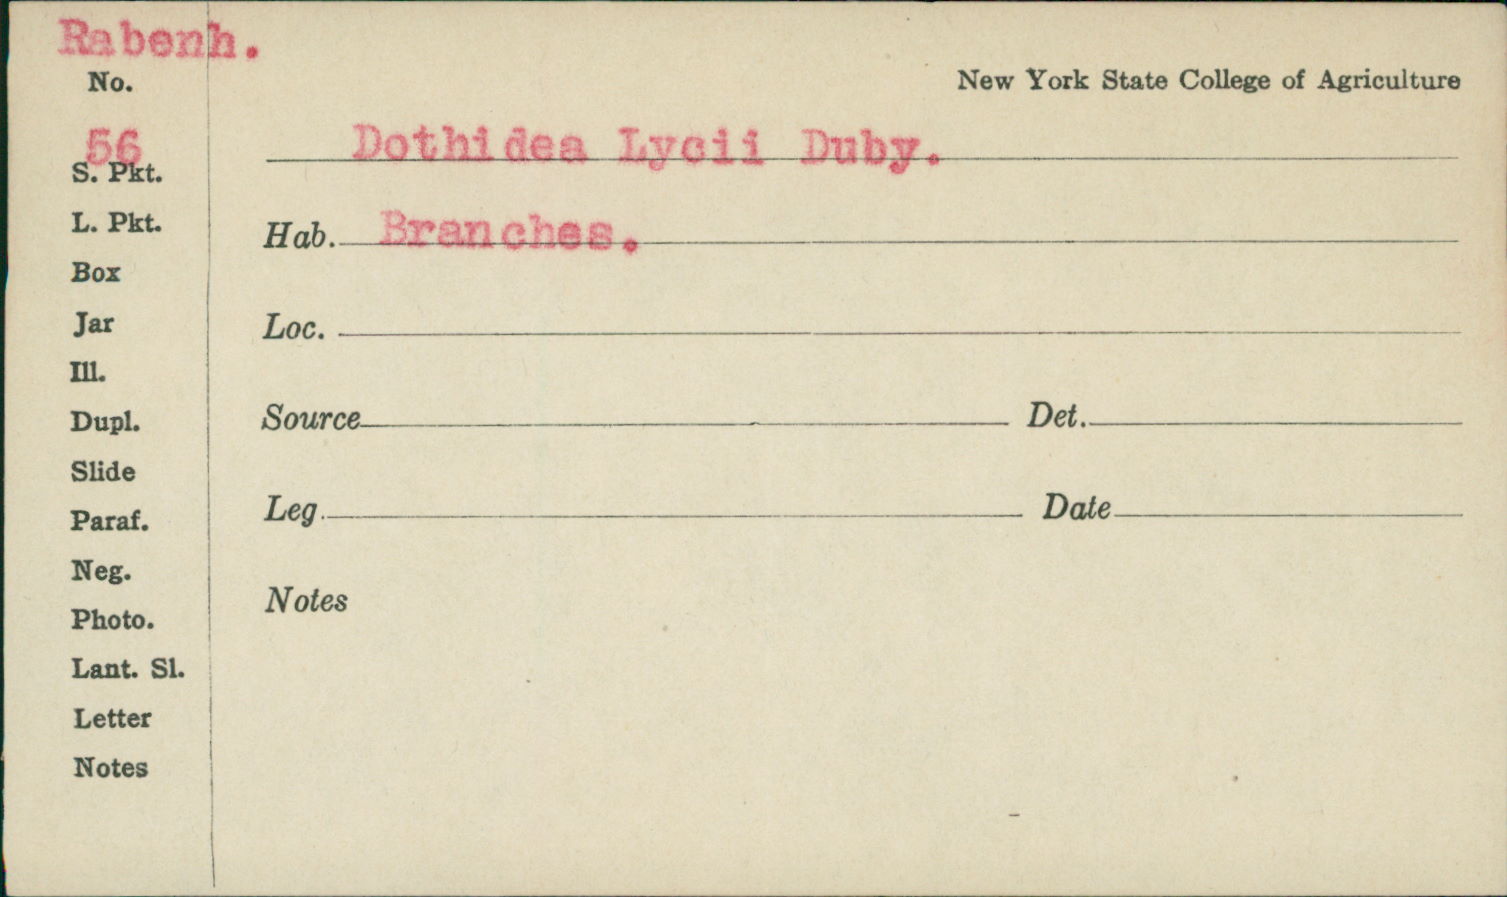 Rabenh.
No.
New York State College of Agriculture
56
Dothidea Lycii Duby.
S. Pkt.
L. Pkt.
Hab. Branches.
Box
Jar
Loc.
Ill.
Dupl.
Source Det.
Slide
Paraf.
Leg. Date
Neg.
Notes
Photo.
Lant. Sl.
Letter
Notes